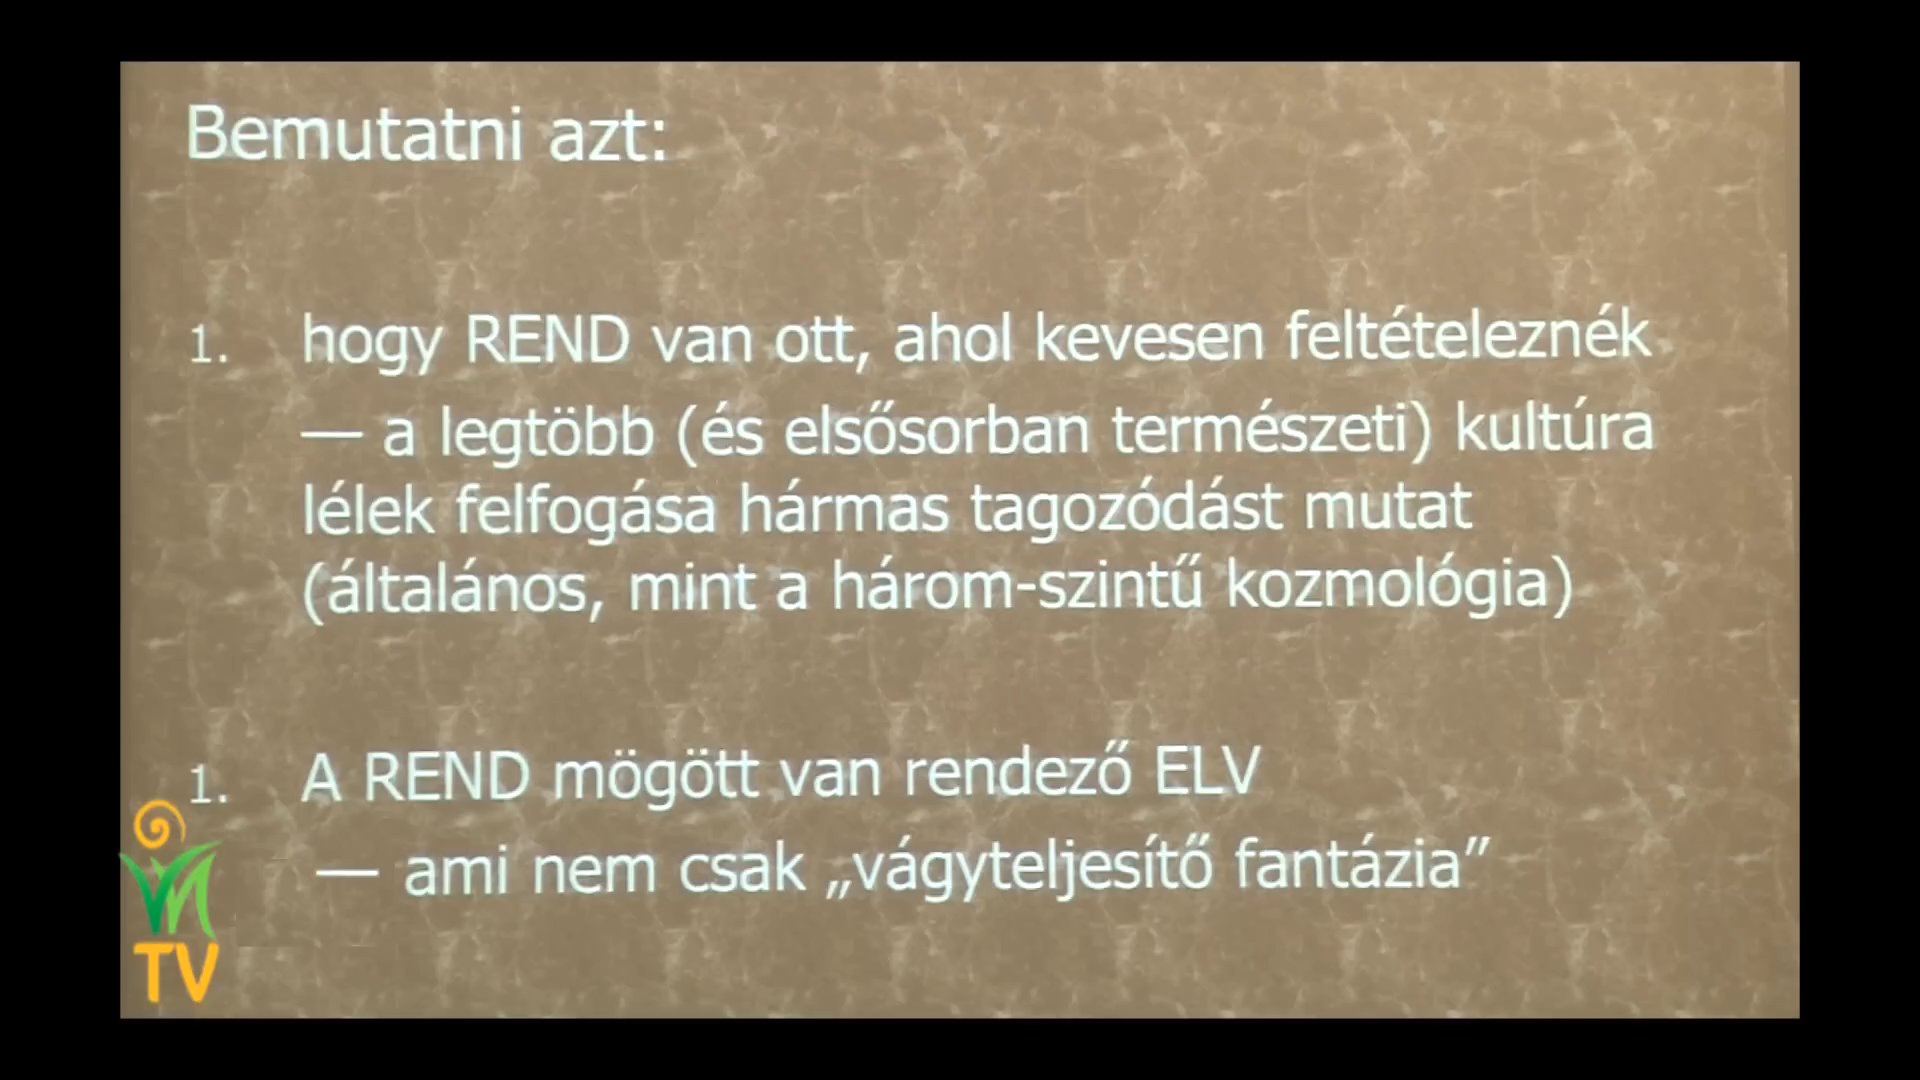 Bemutatni azt:
1. hogy REND van ott, ahol kevesen feltételeznék
— a legtöbb (és elsősorban természeti) kultúra
lélek felfogása hármas tagozódást mutat
(általános, mint a három-szintű kozmológia)
1. A REND mögött van rendező ELV
— ami nem csak „vágyteljesítő fantázia”
VM
TV